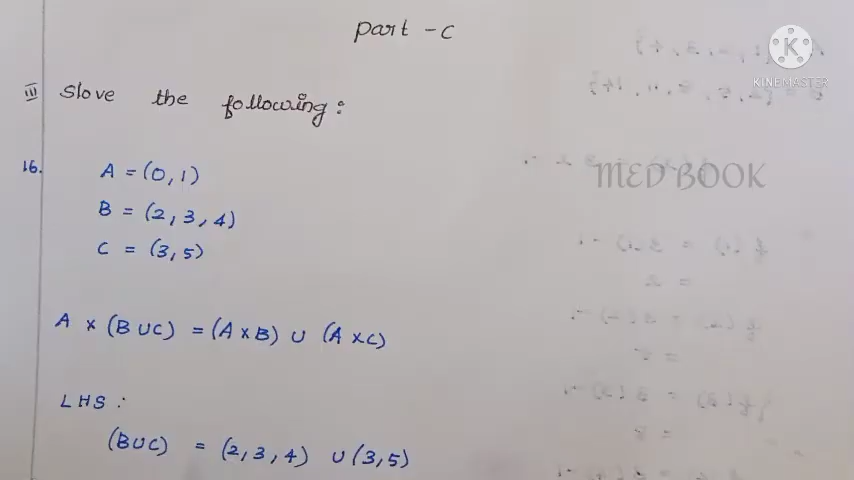 Part - C
KINEMASTER
III Slove the following:
MED BOOK
16. A = (0, 1)
B = (2, 3, 4)
C = (3, 5)
A × (B ∪ C) = (A × B) ∪ (A × C)
LHS :
(B ∪ C) = (2, 3, 4) ∪ (3, 5)